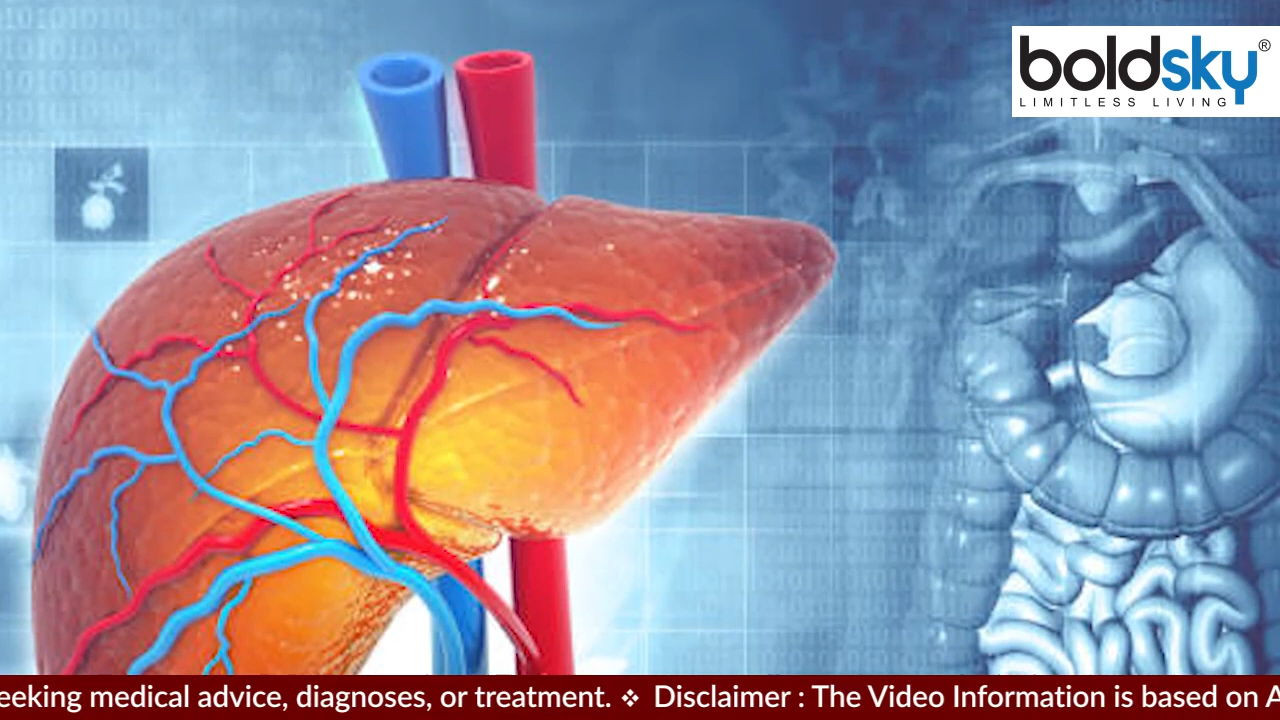 boldsky®
LIMITLESS LIVING
eeking medical advice, diagnoses, or treatment. ❖ Disclaimer : The Video Information is based on A